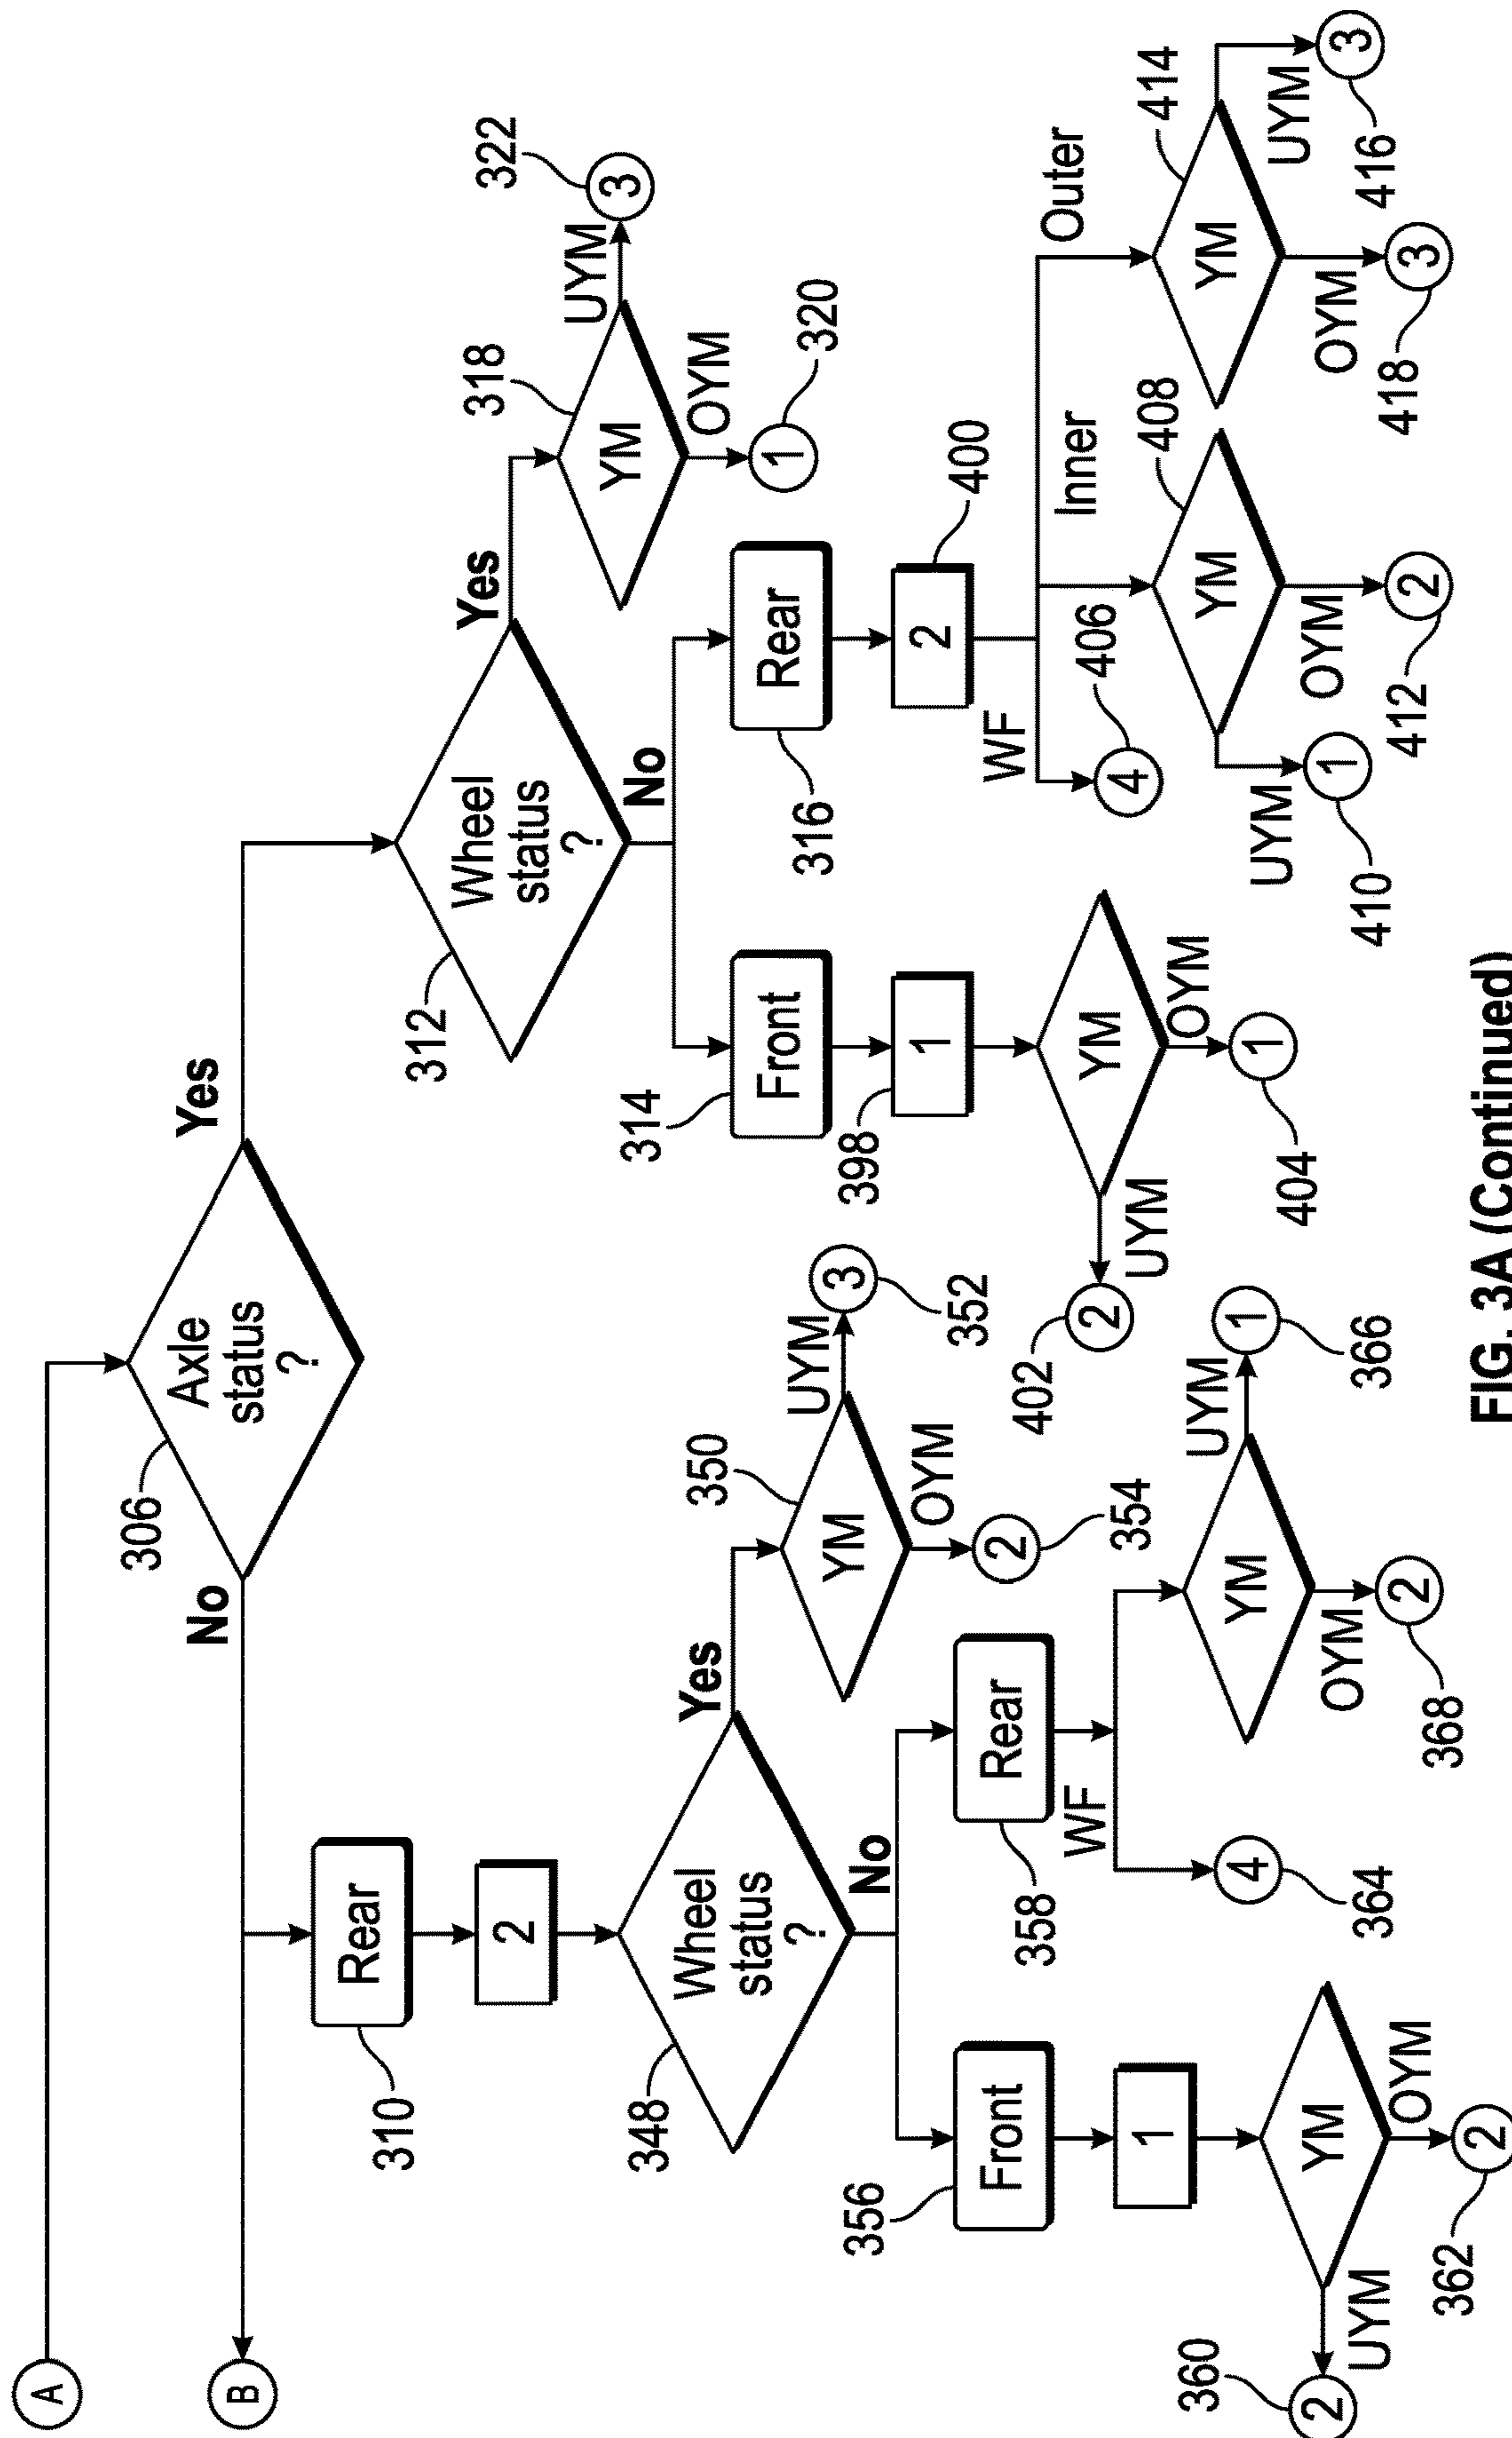 A
B
306
Axle
status
?
No
Yes
310
Rear
2
348
Wheel
status
?
Yes
No
350
YM
UYM
3
352
OYM
2
354
356
Front
1
YM
UYM
360
2
OYM
2
362
358
Rear
WF
4
364
YM
UYM
1
366
OYM
2
368
312
Wheel
status
?
Yes
No
318
YM
UYM
3
322
OYM
1
320
314
Front
398
1
YM
UYM
402
2
OYM
1
404
316
Rear
2
400
WF
4
406
Inner
408
YM
UYM
1
410
OYM
2
412
Outer
414
YM
UYM
3
416
OYM
3
418
FIG. 3A (Continued)